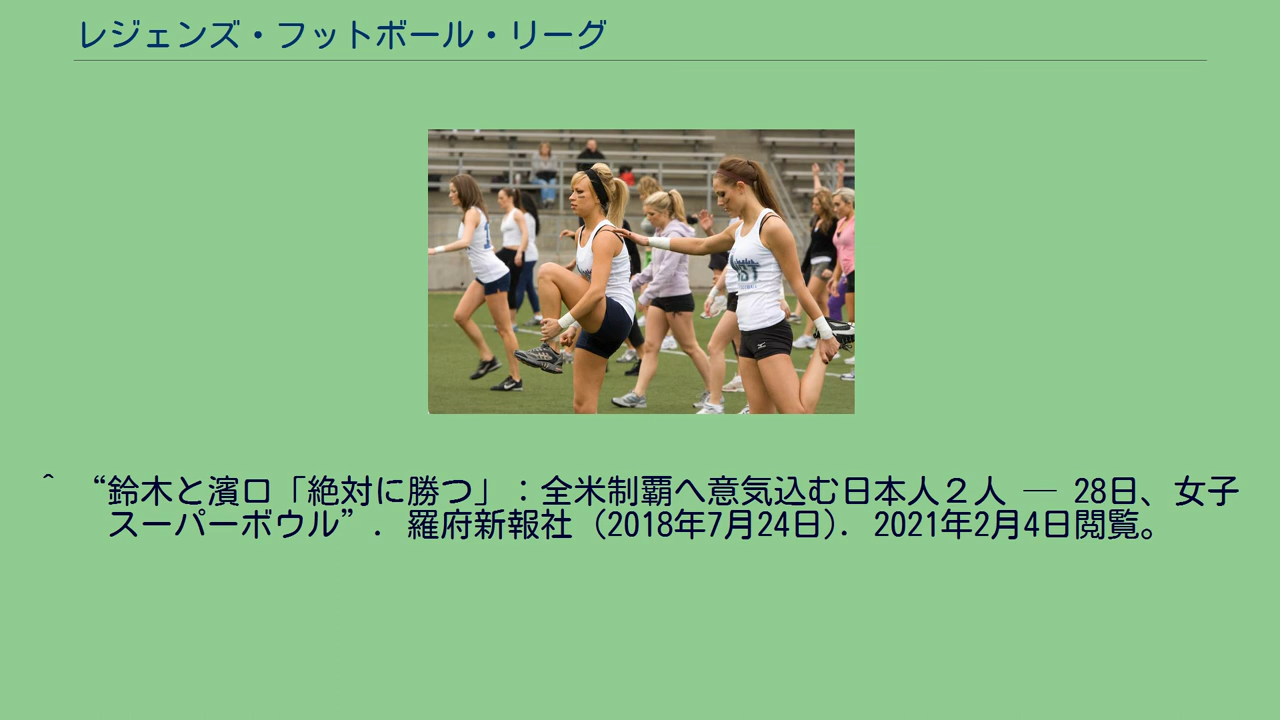 レジェンズ・フットボール・リーグ
^ “鈴木と濱口「絶対に勝つ」：全米制覇へ意気込む日本人２人 ― 28日、女子
スーパーボウル”． 羅府新報社 (2018年7月24日)． 2021年2月4日閲覧。